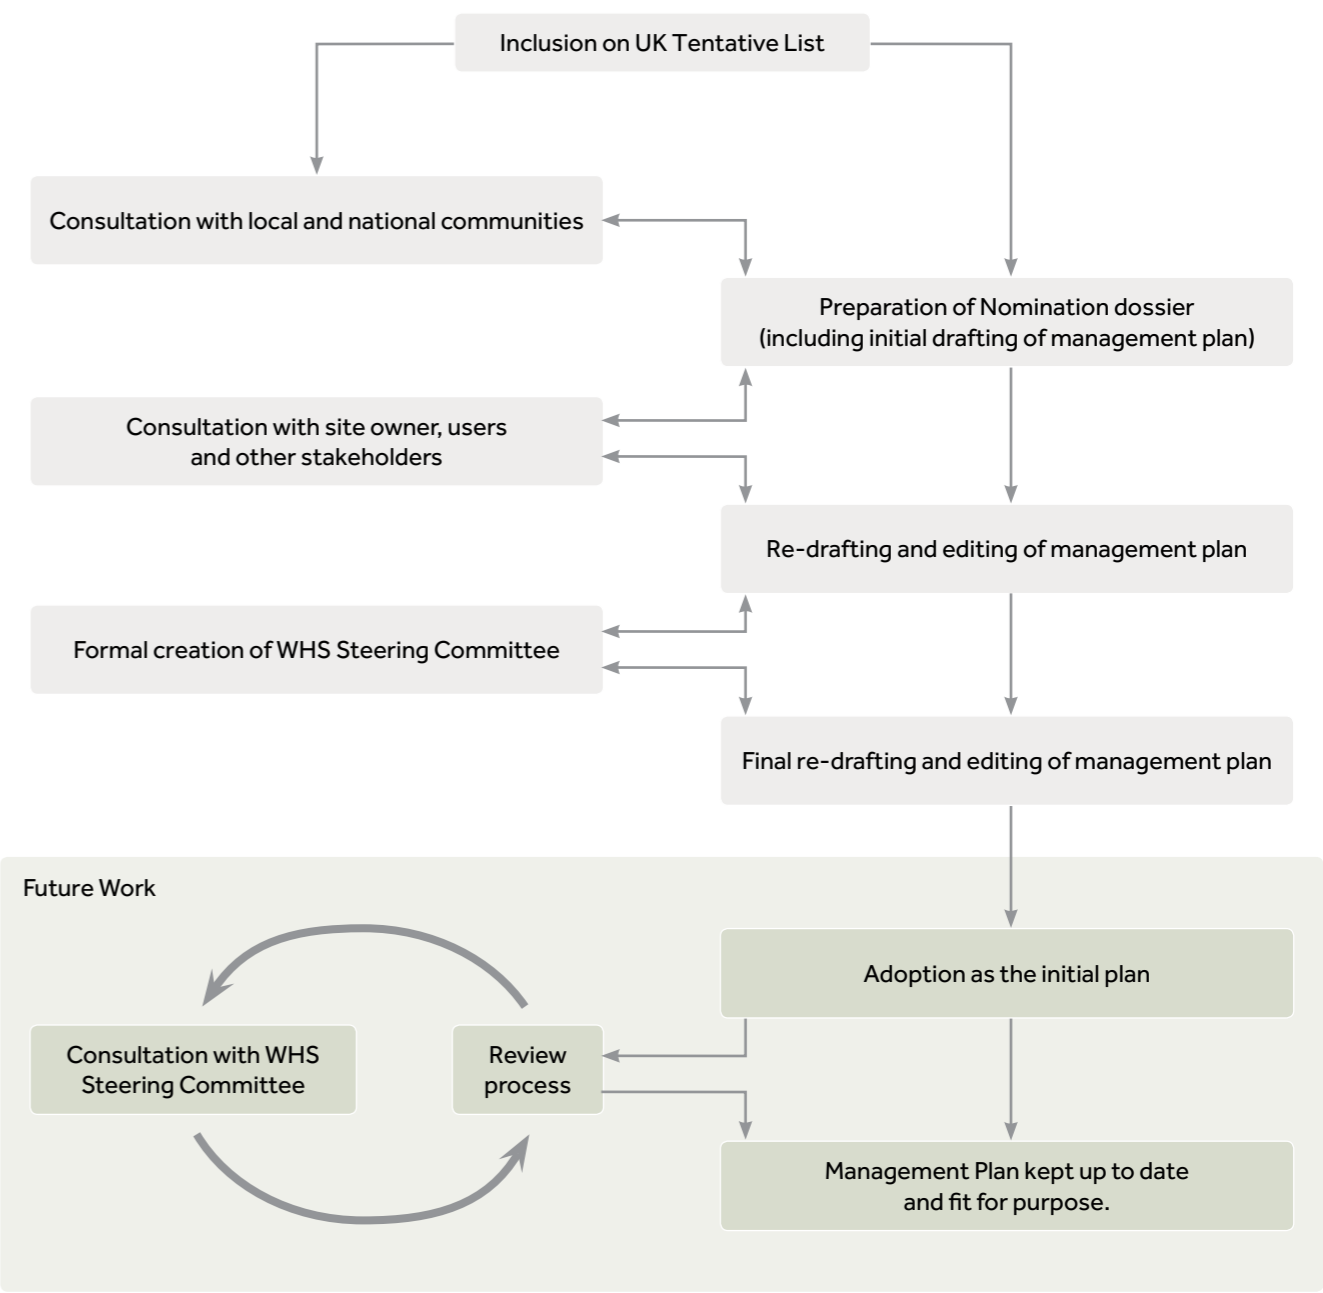 Inclusion on UK Tentative List
Consultation with local and national communities
Preparation of Nomination dossier
(including initial drafting of management plan)
Consultation with site owner, users
and other stakeholders
Re-drafting and editing of management plan
Formal creation of WHS Steering Committee
Final re-drafting and editing of management plan
Future Work
Adoption as the initial plan
Consultation with WHS
Steering Committee
Review
process
Management Plan kept up to date
and fit for purpose.